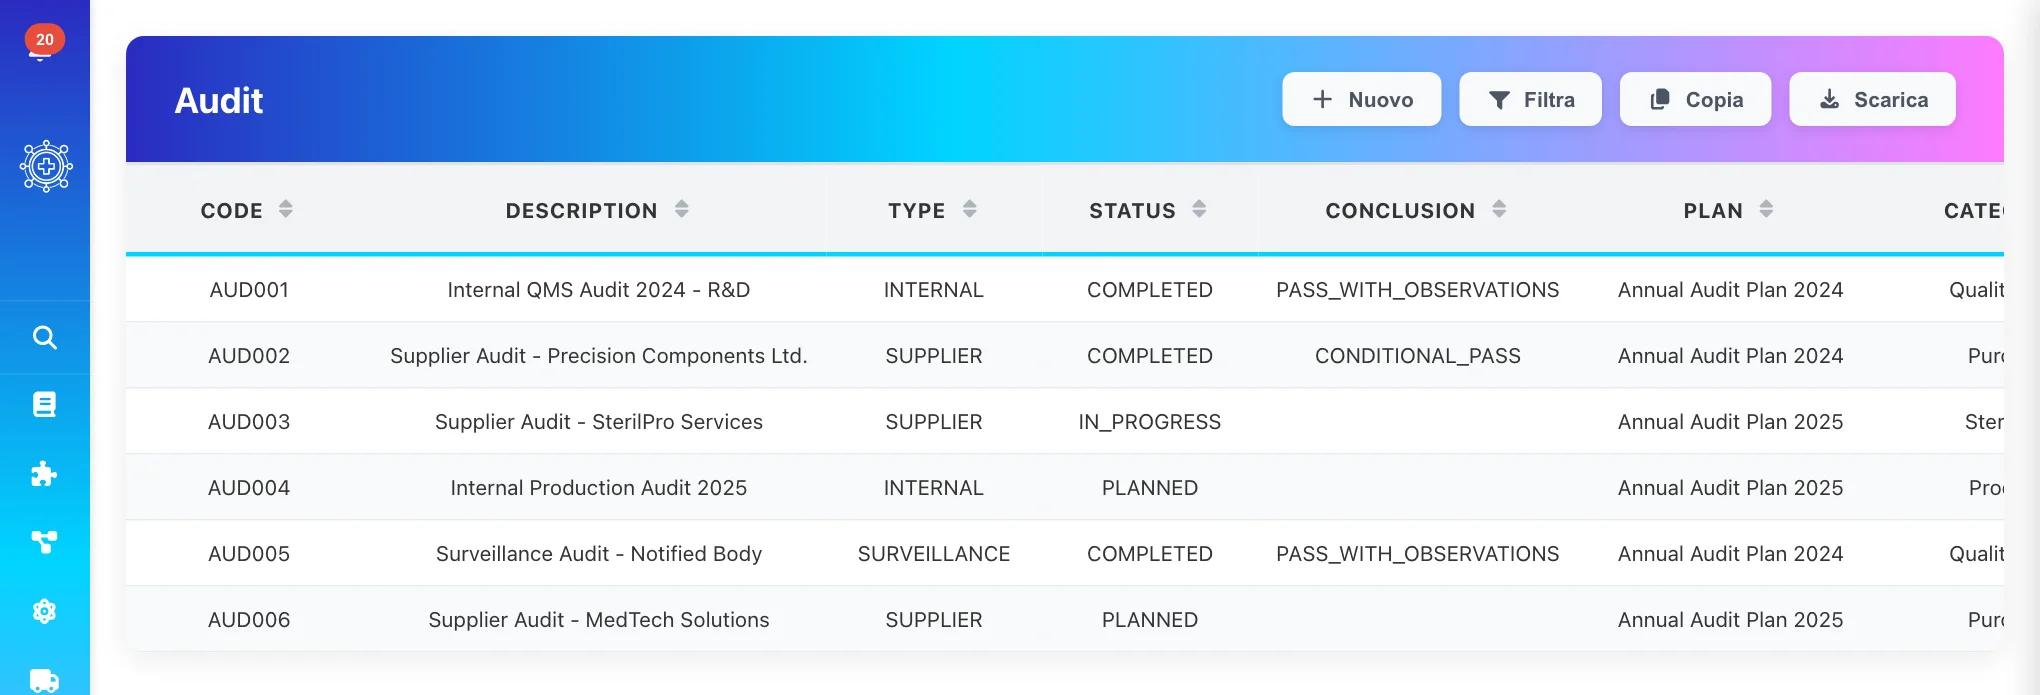 20
Audit
Nuovo Filtra Copia Scarica
CODE DESCRIPTION TYPE STATUS CONCLUSION PLAN
AUD001 Internal QMS Audit 2024 - R&D INTERNAL COMPLETED PASS_WITH_OBSERVATIONS Annual Audit Plan 2024
AUD002 Supplier Audit - Precision Components Ltd. SUPPLIER COMPLETED CONDITIONAL_PASS Annual Audit Plan 2024
AUD003 Supplier Audit - SterilPro Services SUPPLIER IN_PROGRESS Annual Audit Plan 2025
AUD004 Internal Production Audit 2025 INTERNAL PLANNED Annual Audit Plan 2025
AUD005 Surveillance Audit - Notified Body SURVEILLANCE COMPLETED PASS_WITH_OBSERVATIONS Annual Audit Plan 2024
AUD006 Supplier Audit - MedTech Solutions SUPPLIER PLANNED Annual Audit Plan 2025